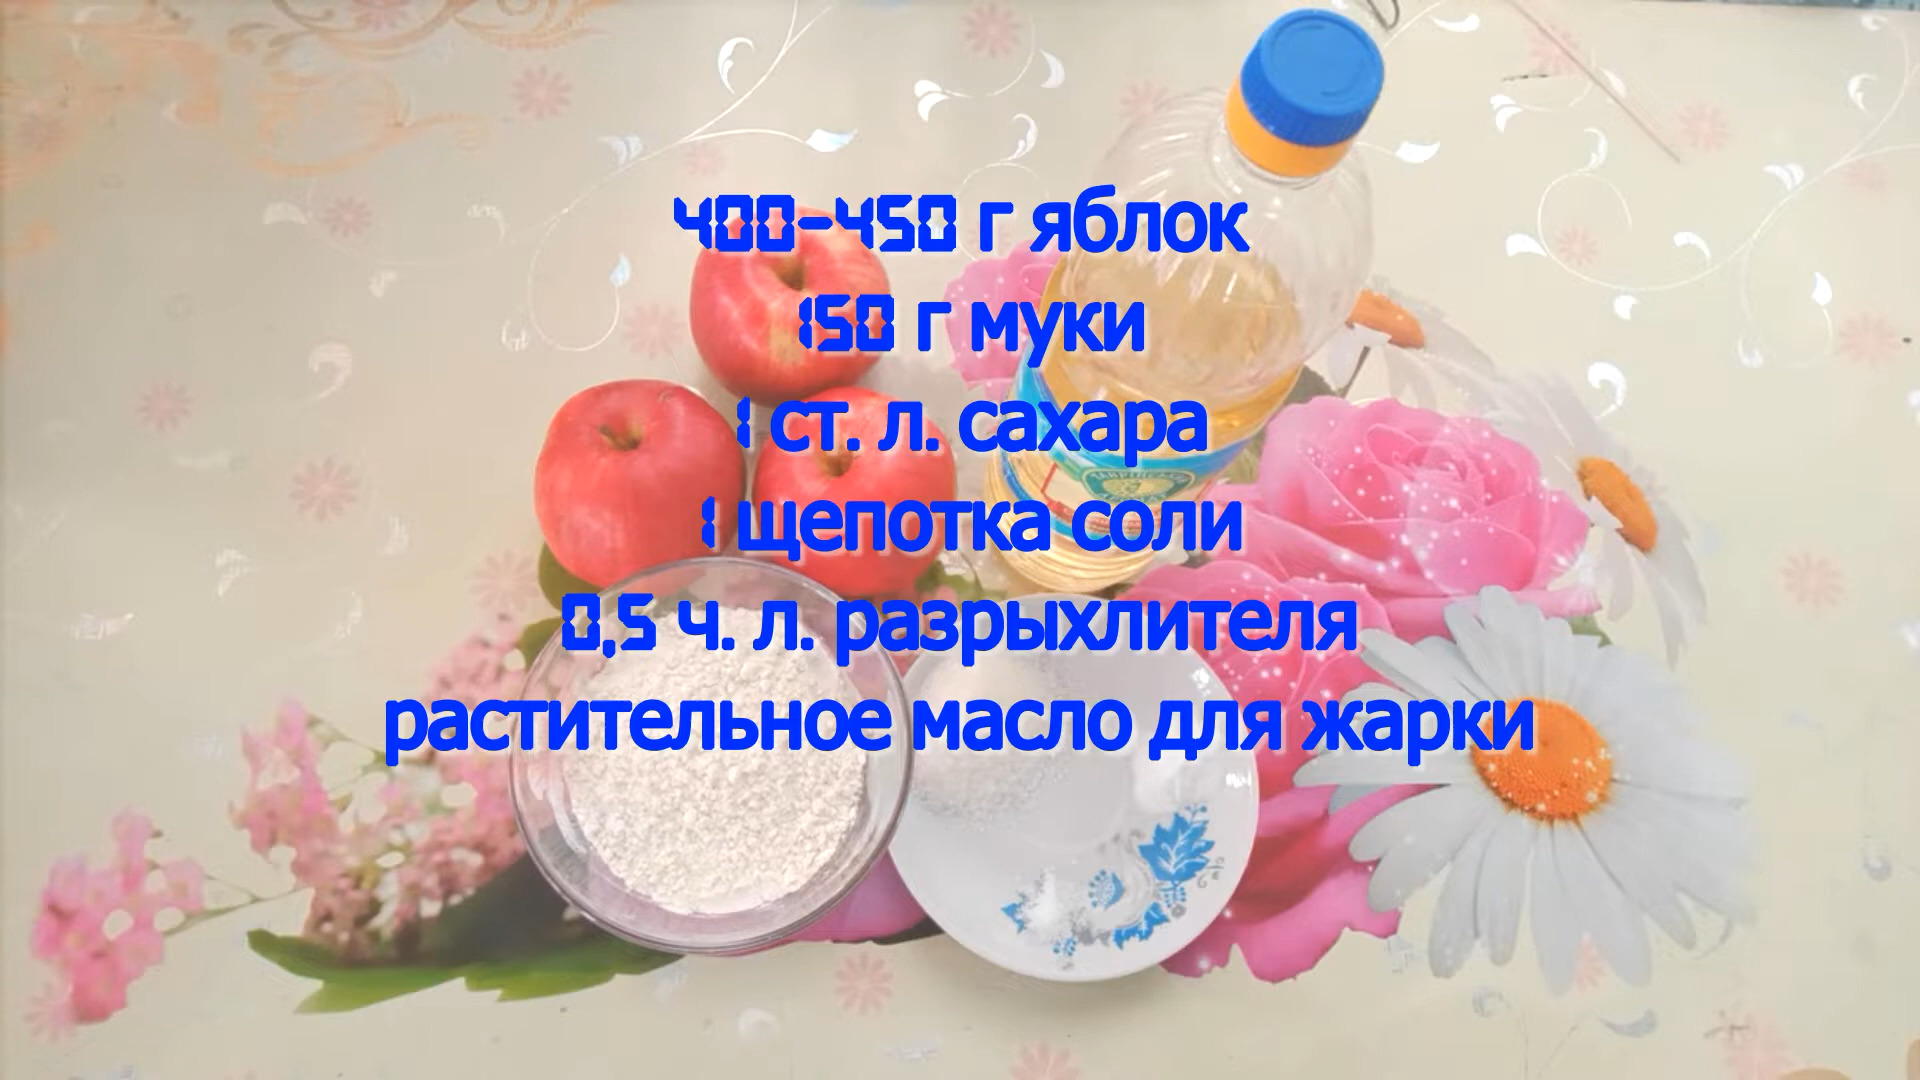 400-450 г яблок
150 г муки
1 ст. л. сахара
1 щепотка соли
0,5 ч. л. разрыхлителя
растительное масло для жарки